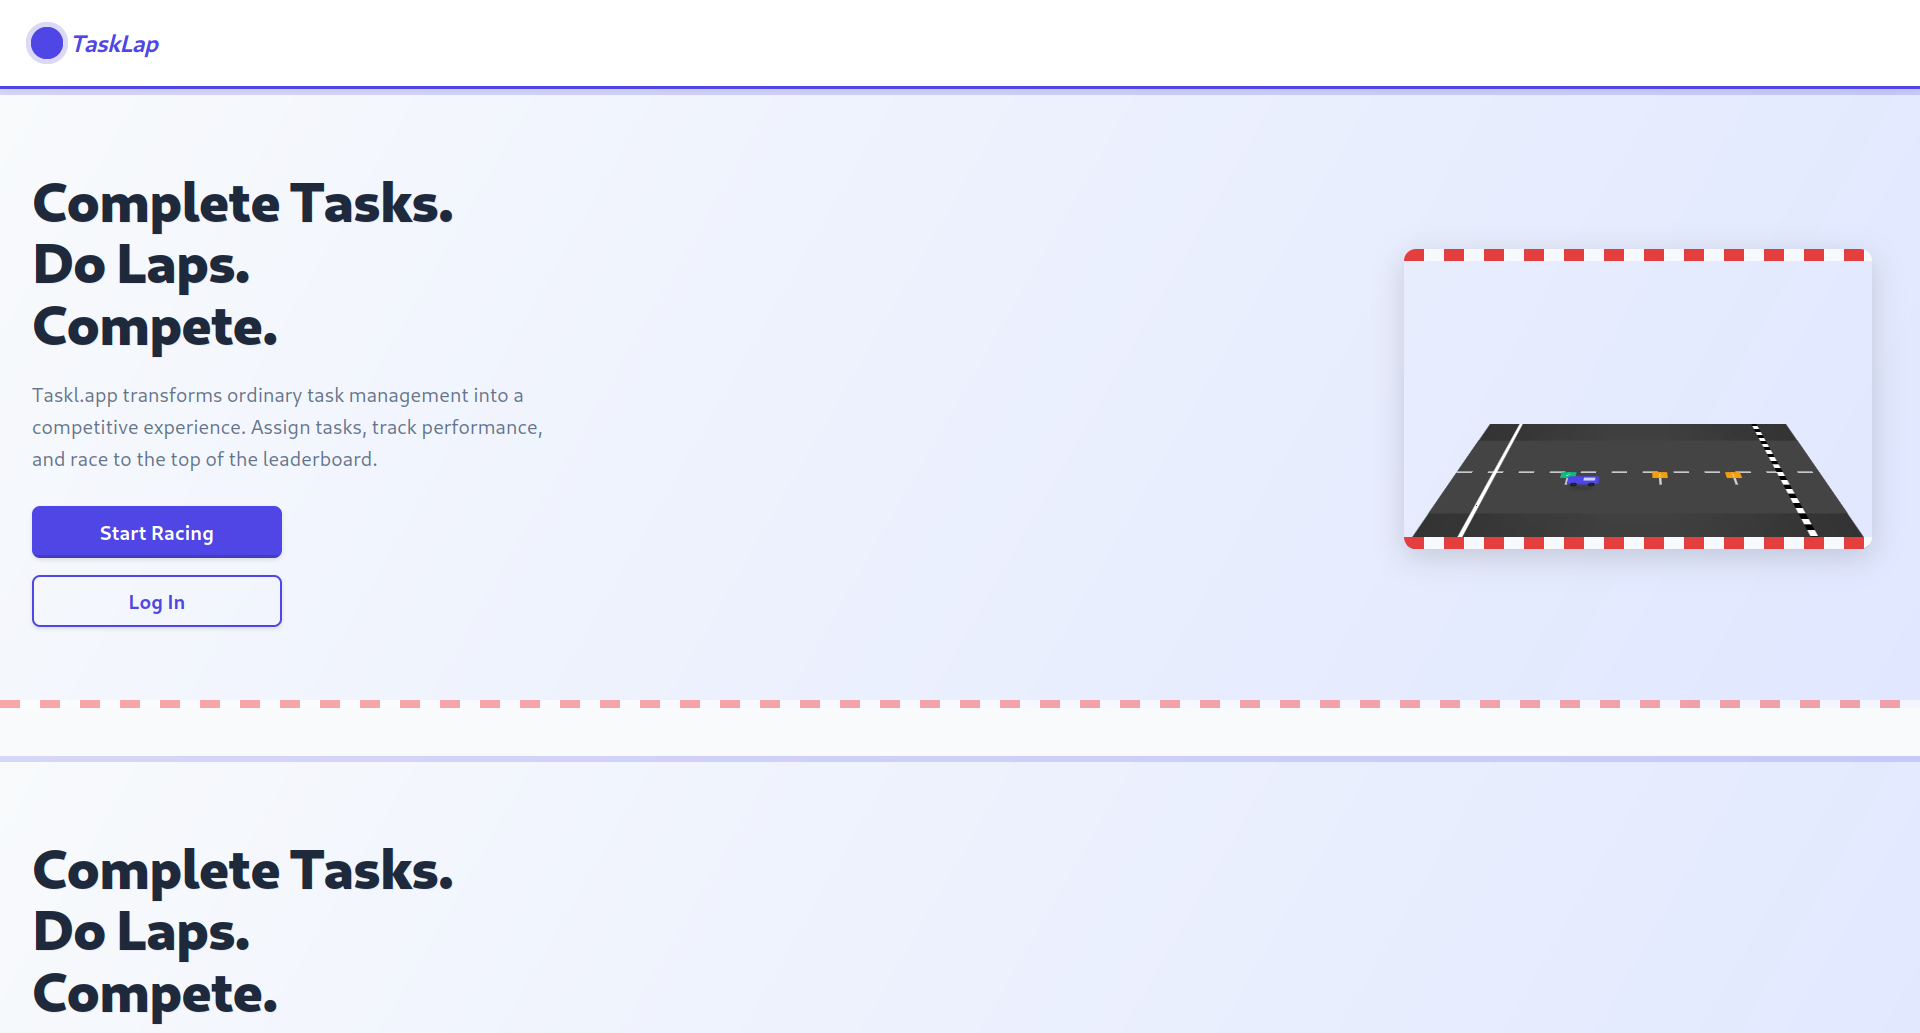 TaskLap
Complete Tasks.
Do Laps.
Compete.
Taskl.app transforms ordinary task management into a
competitive experience. Assign tasks, track performance,
and race to the top of the leaderboard.
Start Racing
Log In
Complete Tasks.
Do Laps.
Compete.